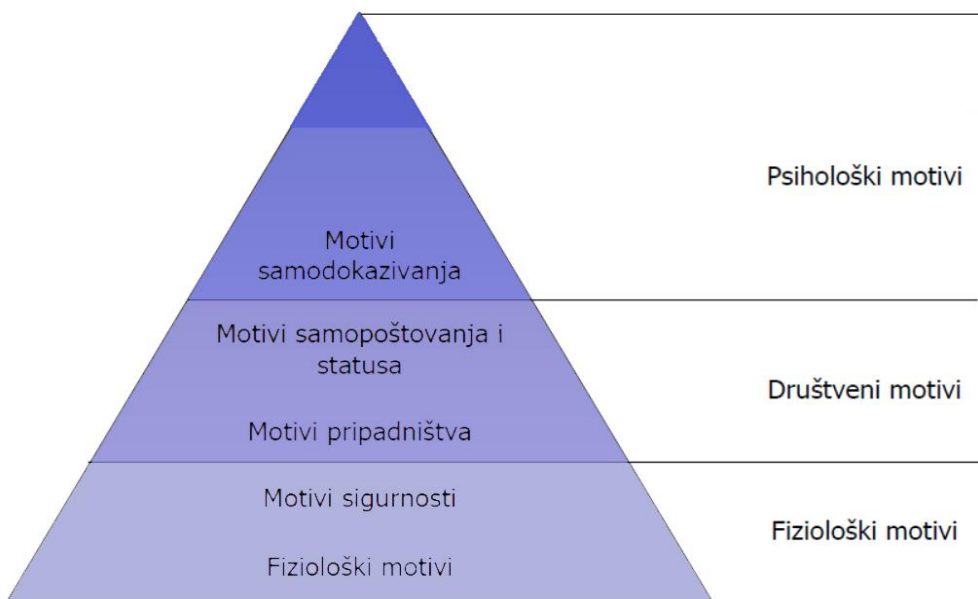 Psihološki motivi
Motivi
samodokazivanja
Motivi samopoštovanja i
statusa
Društveni motivi
Motivi pripadništva
Motivi sigurnosti
Fiziološki motivi
Fiziološki motivi